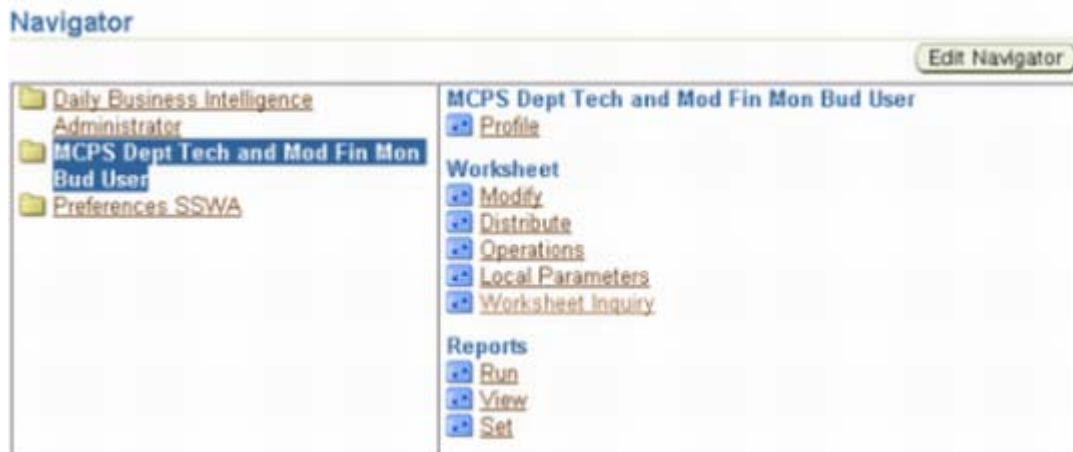 Navigator
Edit Navigator
Daily Business Intelligence
Administrator
MCPS Dept Tech and Mod Fin Mon
Bud User
Preferences SSWA
MCPS Dept Tech and Mod Fin Mon Bud User
Profile
Worksheet
Modify
Distribute
Operations
Local Parameters
Worksheet Inquiry
Reports
Run
View
Set